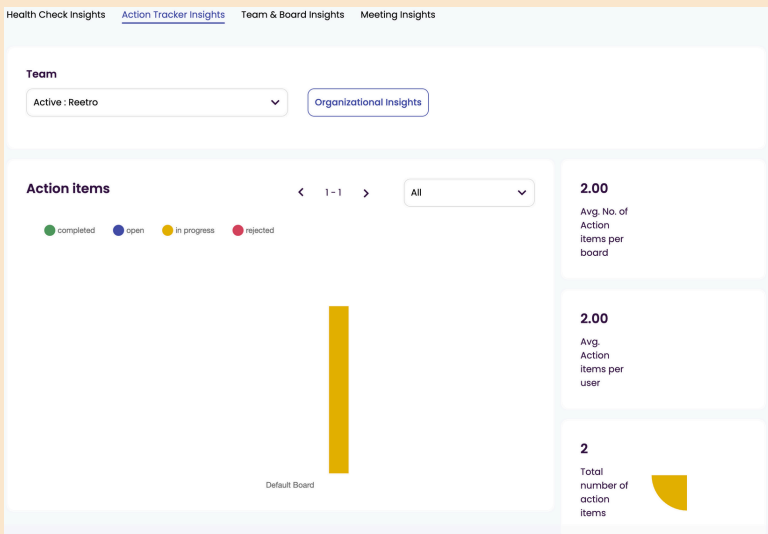 Health Check Insights Action Tracker Insights Team & Board Insights Meeting Insights
Team
Active : Reetro
Organizational Insights
Action items
1 - 1
All
completed open in progress rejected
Default Board
2.00
Avg. No. of
Action
items per
board
2.00
Avg.
Action
items per
user
2
Total
number of
action
items